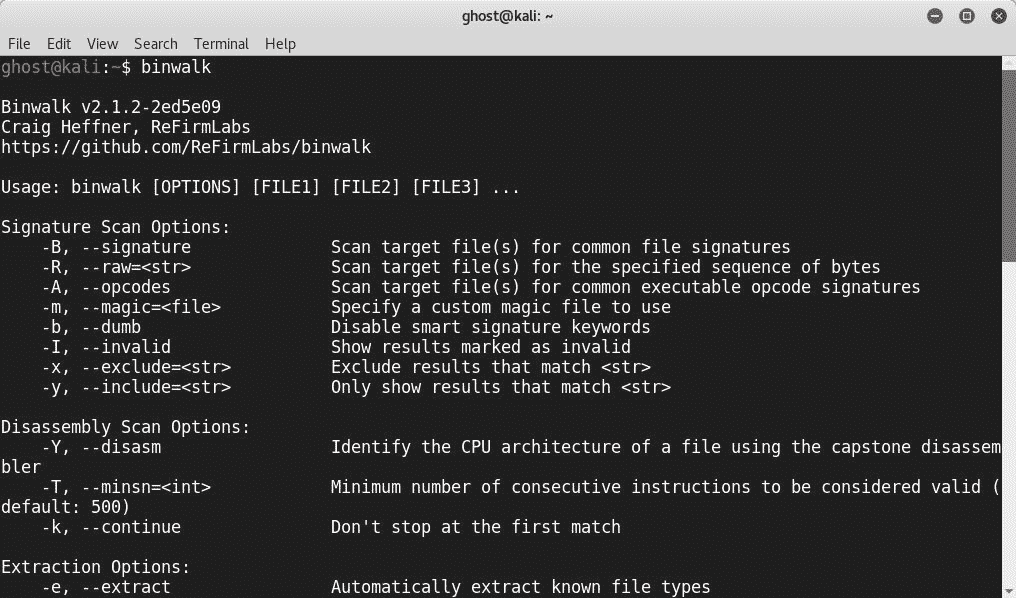 ghost@kali: ~
File Edit View Search Terminal Help
ghost@kali:~$ binwalk
Binwalk v2.1.2-2ed5e09
Craig Heffner, ReFirmLabs
https://github.com/ReFirmLabs/binwalk
Usage: binwalk [OPTIONS] [FILE1] [FILE2] [FILE3] ...
Signature Scan Options:
    -B, --signature              Scan target file(s) for common file signatures
    -R, --raw=<str>              Scan target file(s) for the specified sequence of bytes
    -A, --opcodes                Scan target file(s) for common executable opcode signatures
    -m, --magic=<file>           Specify a custom magic file to use
    -b, --dumb                   Disable smart signature keywords
    -I, --invalid                Show results marked as invalid
    -x, --exclude=<str>          Exclude results that match <str>
    -y, --include=<str>          Only show results that match <str>
Disassembly Scan Options:
    -Y, --disasm                 Identify the CPU architecture of a file using the capstone disassem
bler
    -T, --minsn=<int>            Minimum number of consecutive instructions to be considered valid (
default: 500)
    -k, --continue               Don't stop at the first match
Extraction Options:
    -e, --extract                Automatically extract known file types